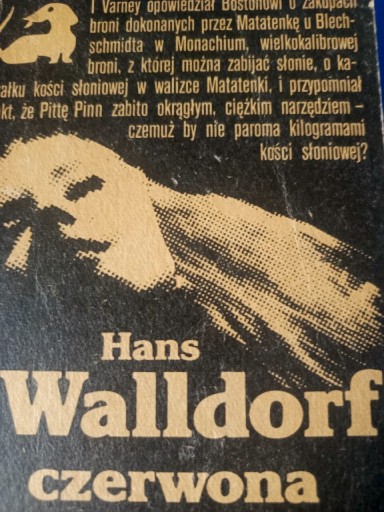 I Varney opowiedział Bostonowi o zakupach
broni dokonanych przez Matatenkę u Blech-
schmidta w Monachium, wielkokalibrowej
broni, z której można zabijać słonie, o ka-
ałku kości słoniowej w walizce Matatenki, i przypomniał
kt, że Pittę Pinn zabito okrągłym, ciężkim narzędziem –
czemuż by nie paroma kilogramami
kości słoniowej?
Hans
Walldorf
czerwona